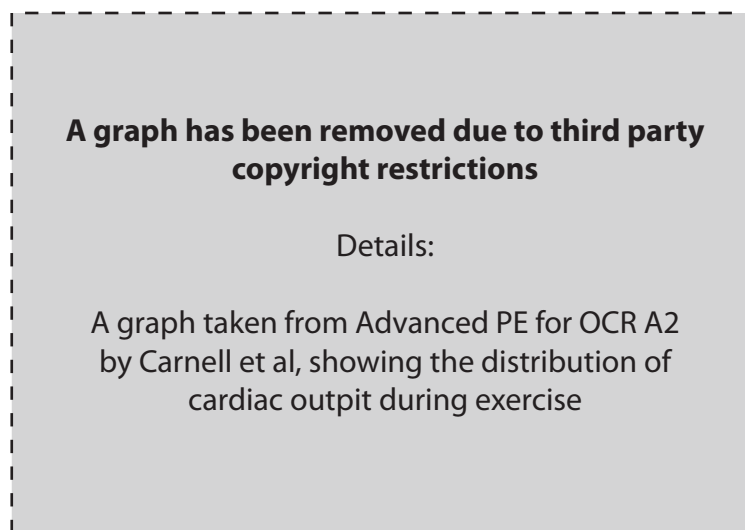 A graph has been removed due to third party
copyright restrictions
Details:
A graph taken from Advanced PE for OCR A2
by Carnell et al, showing the distribution of
cardiac outpit during exercise